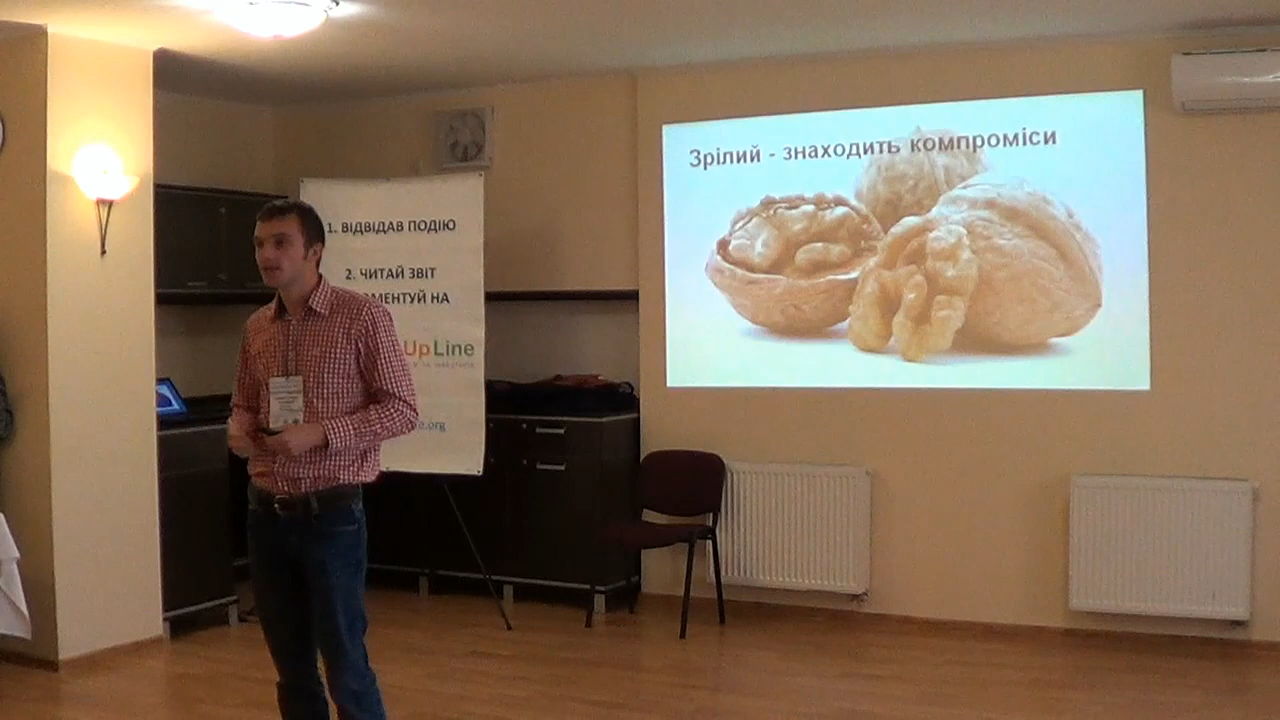 1. ВІДВІДАВ ПОДІЮ
2. ЧИТАЙ ЗВІТ
МЕНТУЙ НА
UpLine
.org
Зрілий - знаходить компроміси